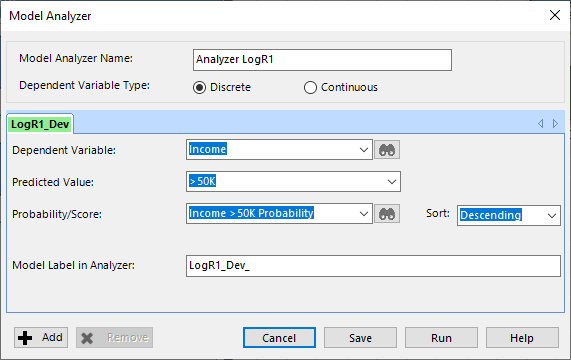 Model Analyzer
Model Analyzer Name: Analyzer LogR1
Dependent Variable Type: Discrete Continuous
LogR1_Dev
Dependent Variable: Income
Predicted Value: >50K
Probability/Score: Income >50K Probability Sort: Descending
Model Label in Analyzer: LogR1_Dev_
Add Remove Cancel Save Run Help